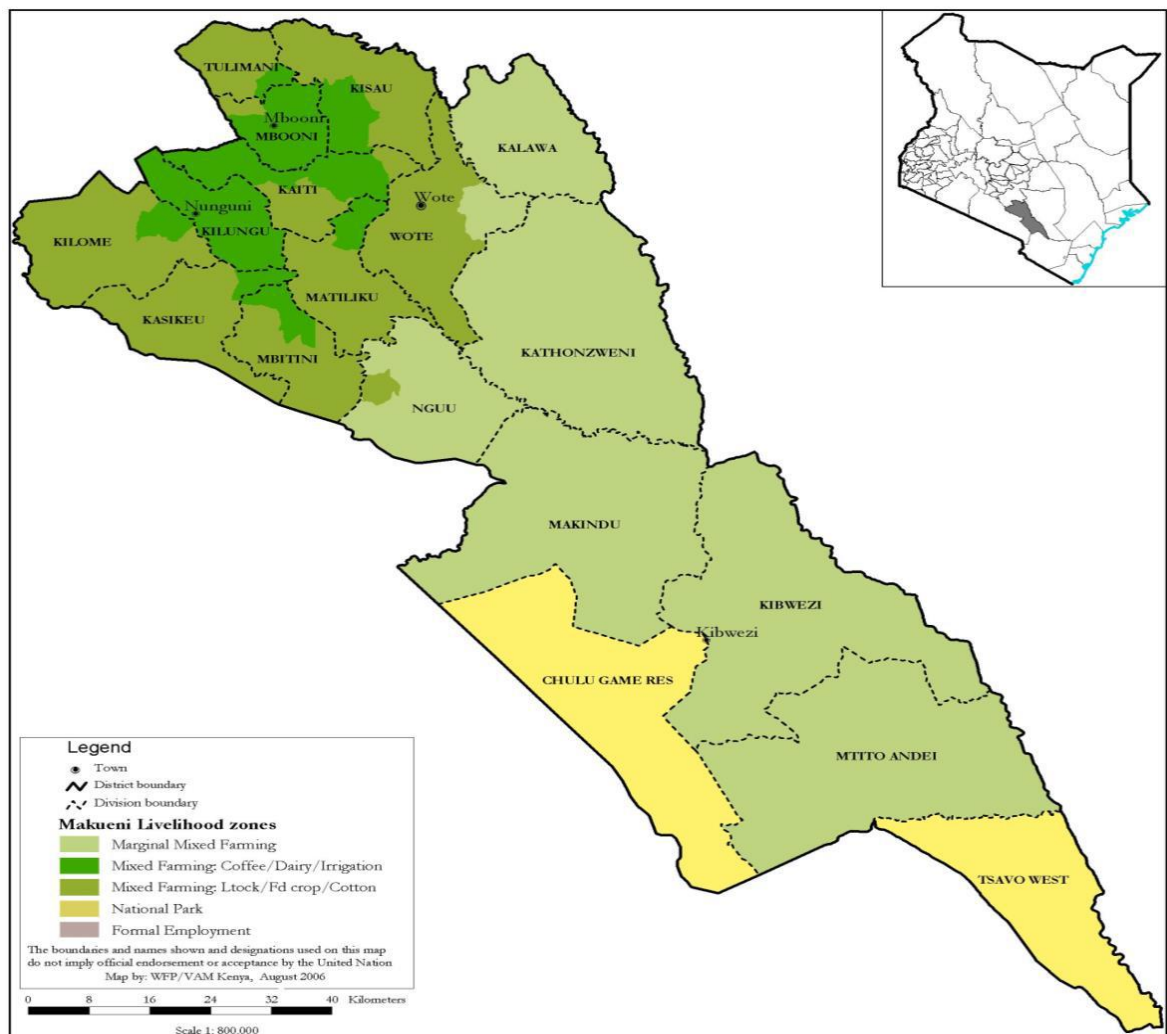 TULIMANI
KISAU
Mbooni
MBOONI
KALAWA
KAITI
Wote
Nunguni
KILUNGU
WOTE
KILOME
MATILIKU
KASIKEU
MBITINI
KATHONZWENI
NGUU
MAKINDU
KIBWEZI
Kibwezi
CHULU GAME RES
MTITO ANDEI
TSAVO WEST
Legend
Town
District boundary
Division boundary
Makueni Livelihood zones
Marginal Mixed Farming
Mixed Farming: Coffee/Dairy/Irrigation
Mixed Farming: Ltock/Fd crop/Cotton
National Park
Formal Employment
The boundaries and names shown and designations used on this map
do not imply official endorsement or acceptance by the United Nation
Map by: WFP/VAM Kenya, August 2006
0 8 16 24 32 40 Kilometers
Scale 1: 800,000